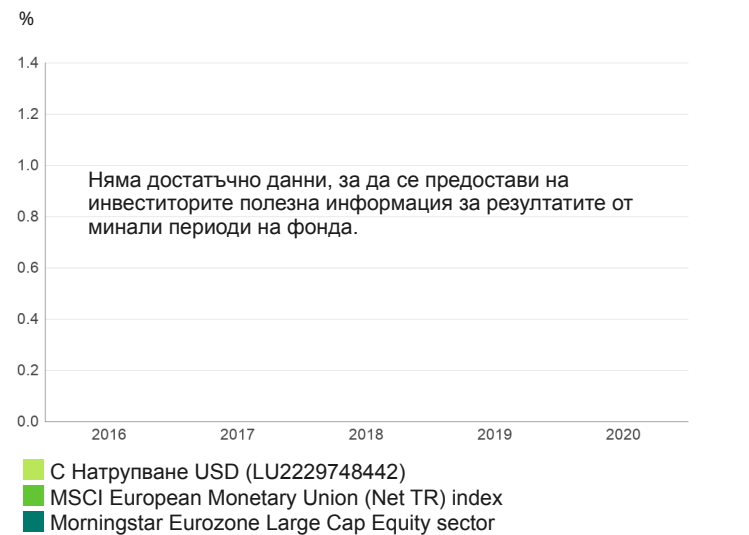 %
1.4
1.2
1.0
Няма достатъчно данни, за да се предостави на
инвеститорите полезна информация за резултатите от
0.8
минали периоди на фонда.
0.6
0.4
0.2
0.0
2016 2017 2018 2019 2020
С Натрупване USD (LU2229748442)
MSCI European Monetary Union (Net TR) index
Morningstar Eurozone Large Cap Equity sector